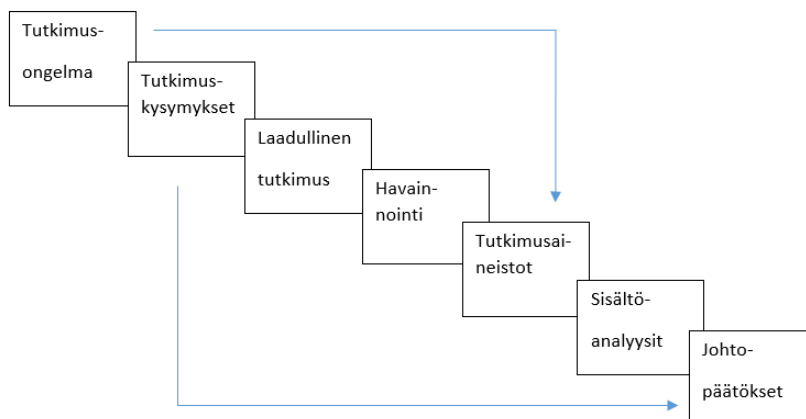 Tutkimus-
ongelma
Tutkimus-
kysymykset
Laadullinen
tutkimus
Havain-
nointi
Tutkimusai-
neistot
Sisältö-
analyysit
Johto-
päätökset